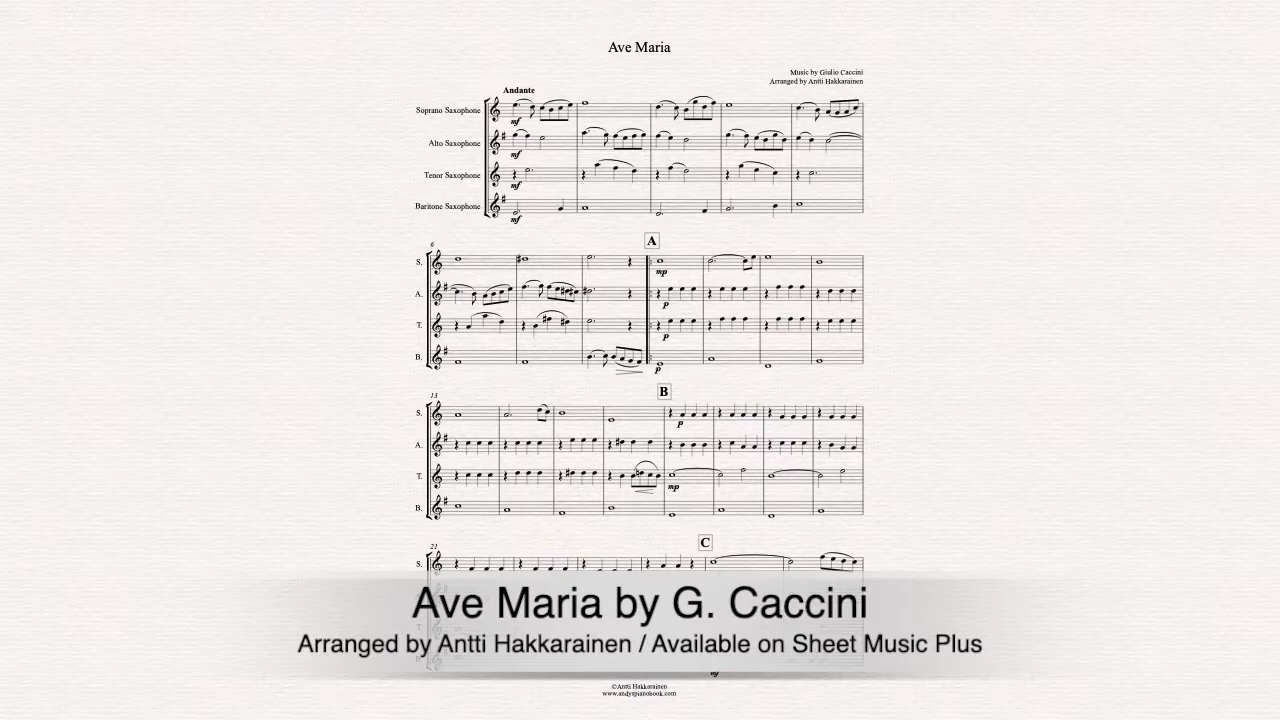 Ave Maria
Music by Giulio Caccini
Arranged by Antti Hakkarainen
Andante
Soprano Saxophone
mf
Alto Saxophone
mf
Tenor Saxophone
mf
Baritone Saxophone
mf
6
A
S.
mp
A.
p
T.
p
B.
p
13
B
S.
p
A.
T.
mp
B.
21
C
S.
Ave Maria by G. Caccini
Arranged by Antti Hakkarainen / Available on Sheet Music Plus
mf
©Antti Hakkarainen
www.andyspianobook.com